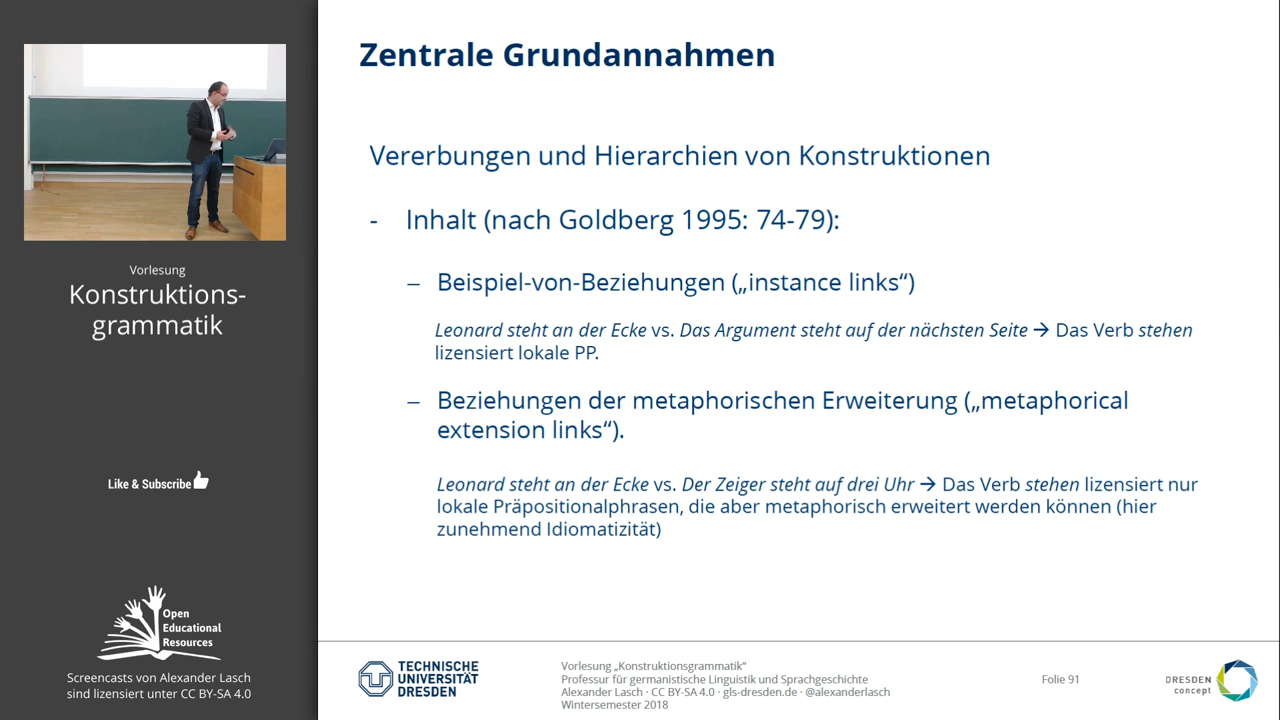 Zentrale Grundannahmen
Vererbungen und Hierarchien von Konstruktionen
- Inhalt (nach Goldberg 1995: 74-79):
– Beispiel-von-Beziehungen („instance links“)
Leonard steht an der Ecke vs. Das Argument steht auf der nächsten Seite → Das Verb stehen
lizensiert lokale PP.
– Beziehungen der metaphorischen Erweiterung („metaphorical
extension links“).
Leonard steht an der Ecke vs. Der Zeiger steht auf drei Uhr → Das Verb stehen lizensiert nur
lokale Präpositionalphrasen, die aber metaphorisch erweitert werden können (hier
zunehmend Idiomatizität)
Vorlesung
Konstruktions-
grammatik
Like & Subscribe
Open
Educational
Resources
Screencasts von Alexander Lasch
sind lizensiert unter CC BY-SA 4.0
TECHNISCHE
UNIVERSITÄT
DRESDEN
Vorlesung „Konstruktionsgrammatik“
Professur für germanistische Linguistik und Sprachgeschichte
Alexander Lasch · CC BY-SA 4.0 · gls-dresden.de · @alexanderlasch
Wintersemester 2018
Folie 91
DRESDEN
concept